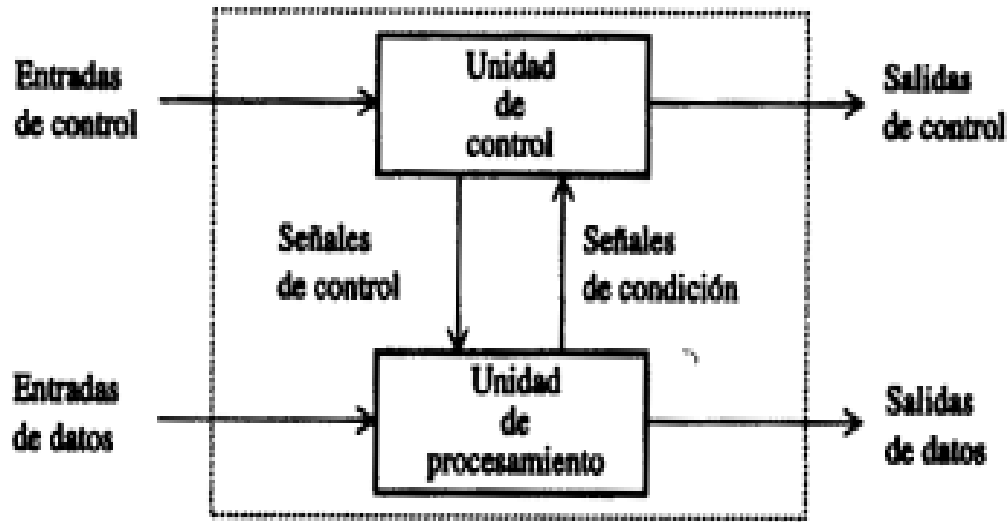 Unidad
de
control
Entradas
de control
Salidas
de control
Señales
de control
Señales
de condición
Unidad
de
procesamiento
Entradas
de datos
Salidas
de datos